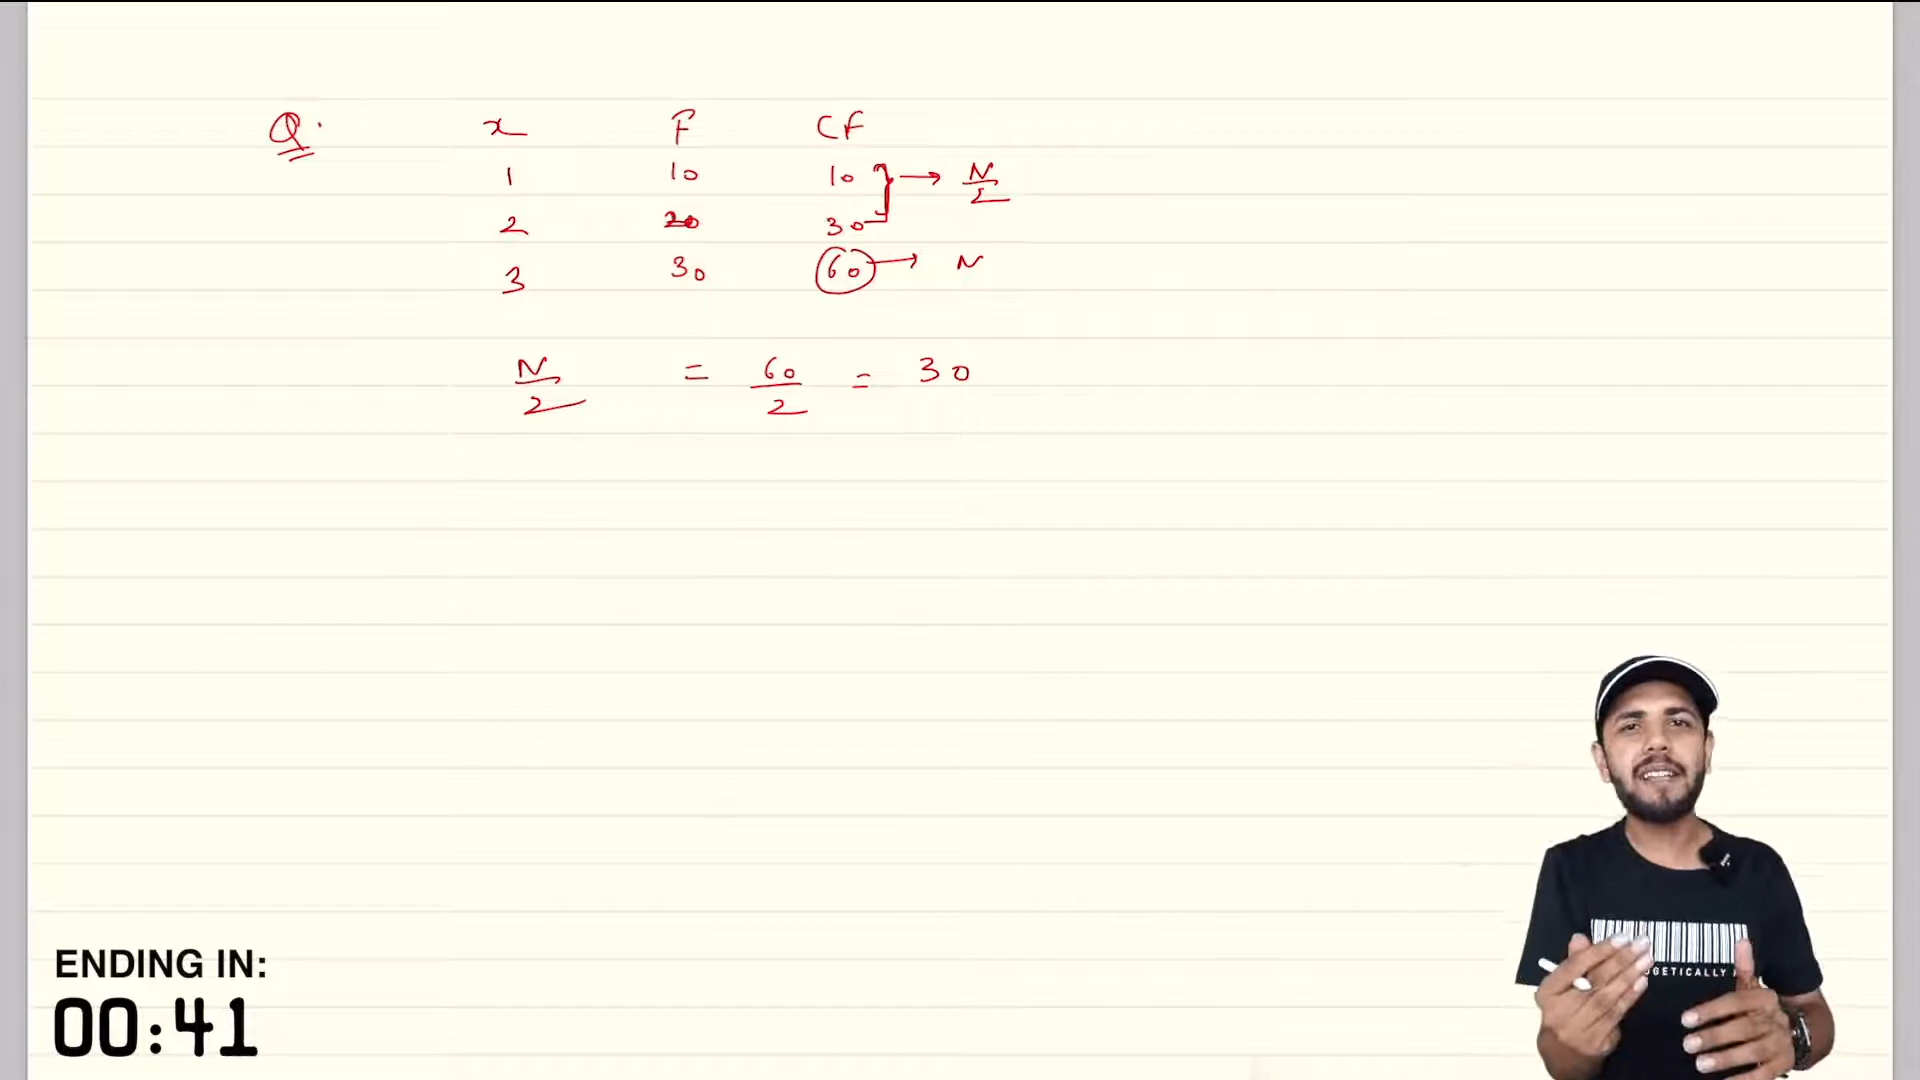 Q. x F CF
1 10 10 } → N/2
2 20 30
3 30 60 → N
N/2 = 60/2 = 30
ENDING IN:
00:41
OGETICALLY